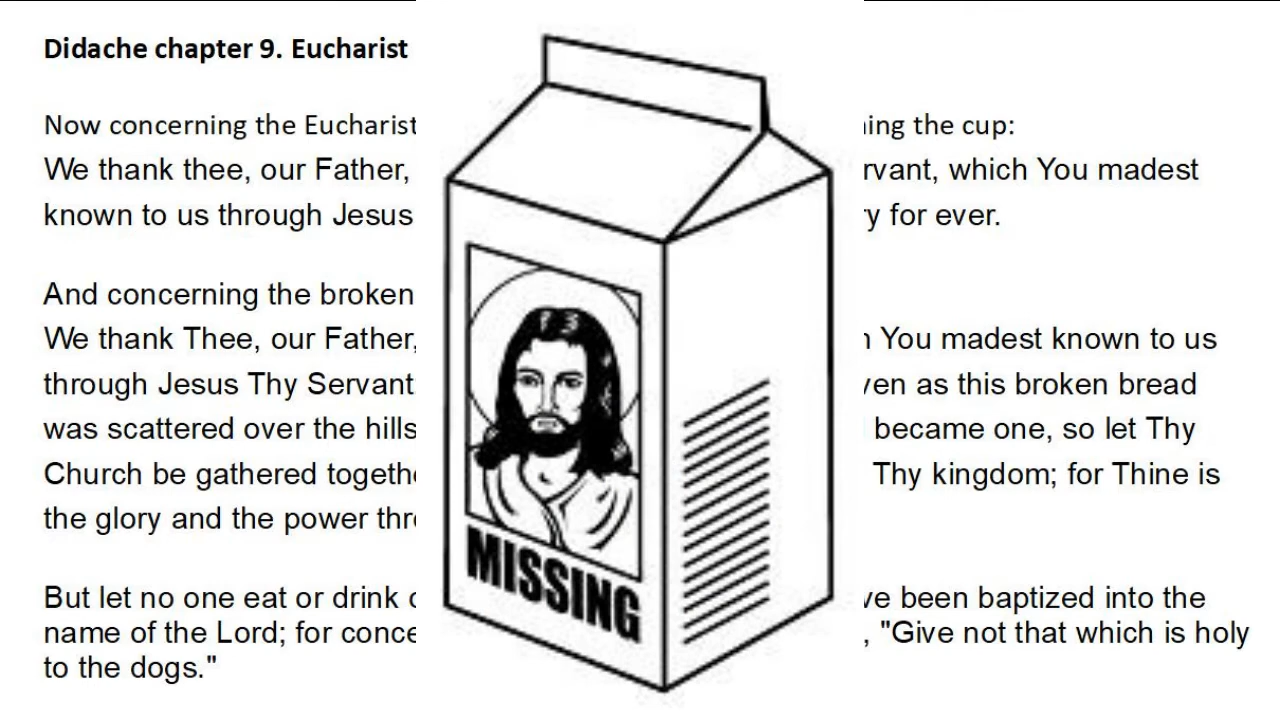 Didache chapter 9. Eucharist
Now concerning the Eucharist ning the cup:
We thank thee, our Father, rvant, which You madest
known to us through Jesus ry for ever.
And concerning the broken
We thank Thee, our Father, h You madest known to us
through Jesus Thy Servant ven as this broken bread
was scattered over the hills became one, so let Thy
Church be gathered togethe Thy kingdom; for Thine is
the glory and the power thro
But let no one eat or drink o ve been baptized into the
name of the Lord; for conce , "Give not that which is holy
to the dogs."
MISSING